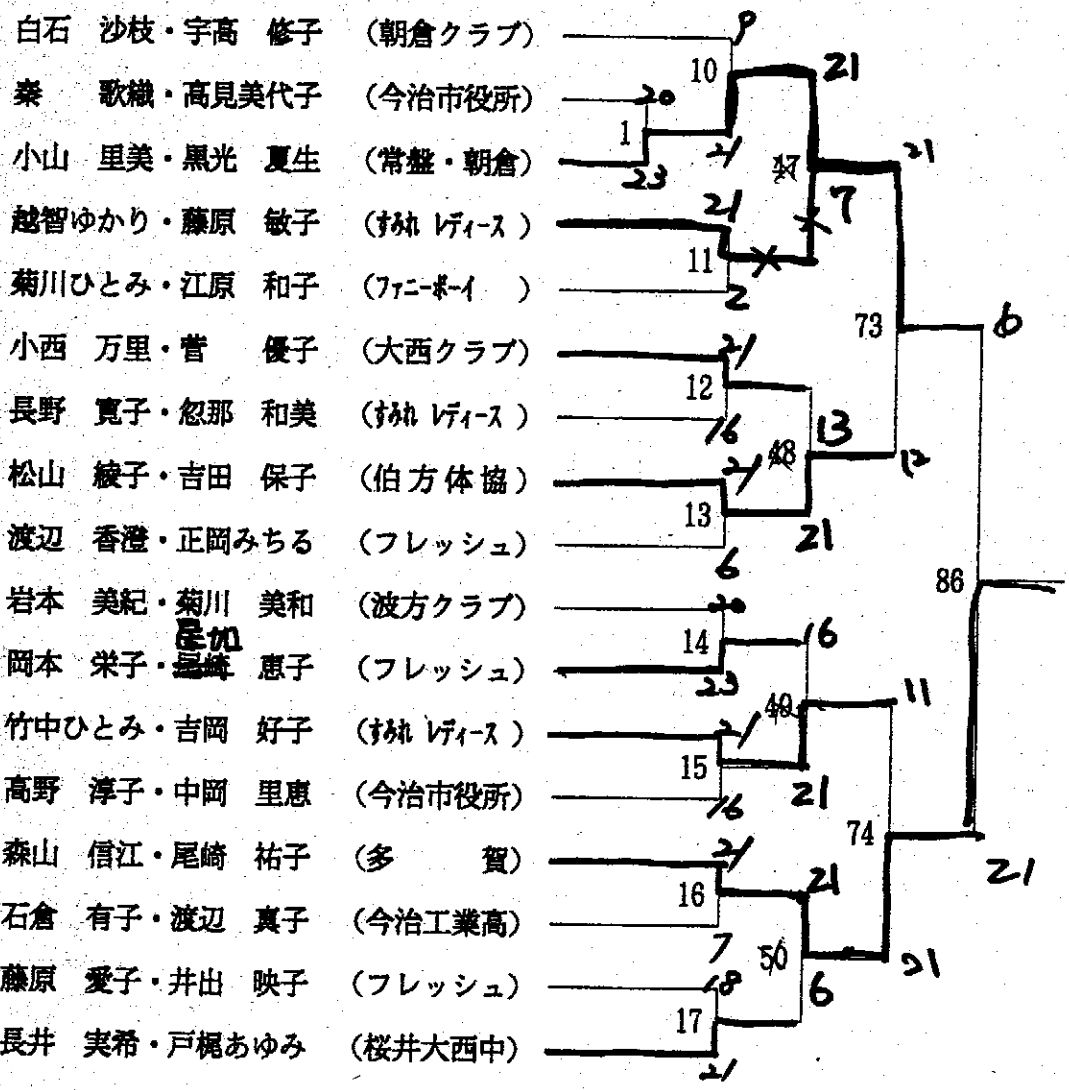 白石 沙枝・宇高 修子 (朝倉クラブ)
9
10
21
秦 歌織・高見美代子 (今治市役所)
20
1
21
小山 里美・黒光 夏生 (常盤・朝倉)
23
47
21
越智ゆかり・藤原 敏子 (すみれ レディース )
21
7
11
菊川ひとみ・江原 和子 (ファニーボーイ )
2
73
6
小西 万里・菅 優子 (大西クラブ)
21
12
長野 寛子・忽那 和美 (すみれ レディース )
16
13
48
12
松山 綾子・吉田 保子 (伯方体協)
21
13
21
渡辺 香澄・正岡みちる (フレッシュ)
6
86
岩本 美紀・菊川 美和 (波方クラブ)
20
14
16
岡本 栄子・尾崎 恵子 (フレッシュ)
23
49
11
竹中ひとみ・吉岡 好子 (すみれ レディース )
21
15
21
高野 淳子・中岡 里恵 (今治市役所)
16
74
森山 信江・尾崎 祐子 (多 賀)
21
16
21
21
石倉 有子・渡辺 真子 (今治工業高)
7
50
21
藤原 愛子・井出 映子 (フレッシュ)
18
6
17
長井 実希・戸梶あゆみ (桜井大西中)
21